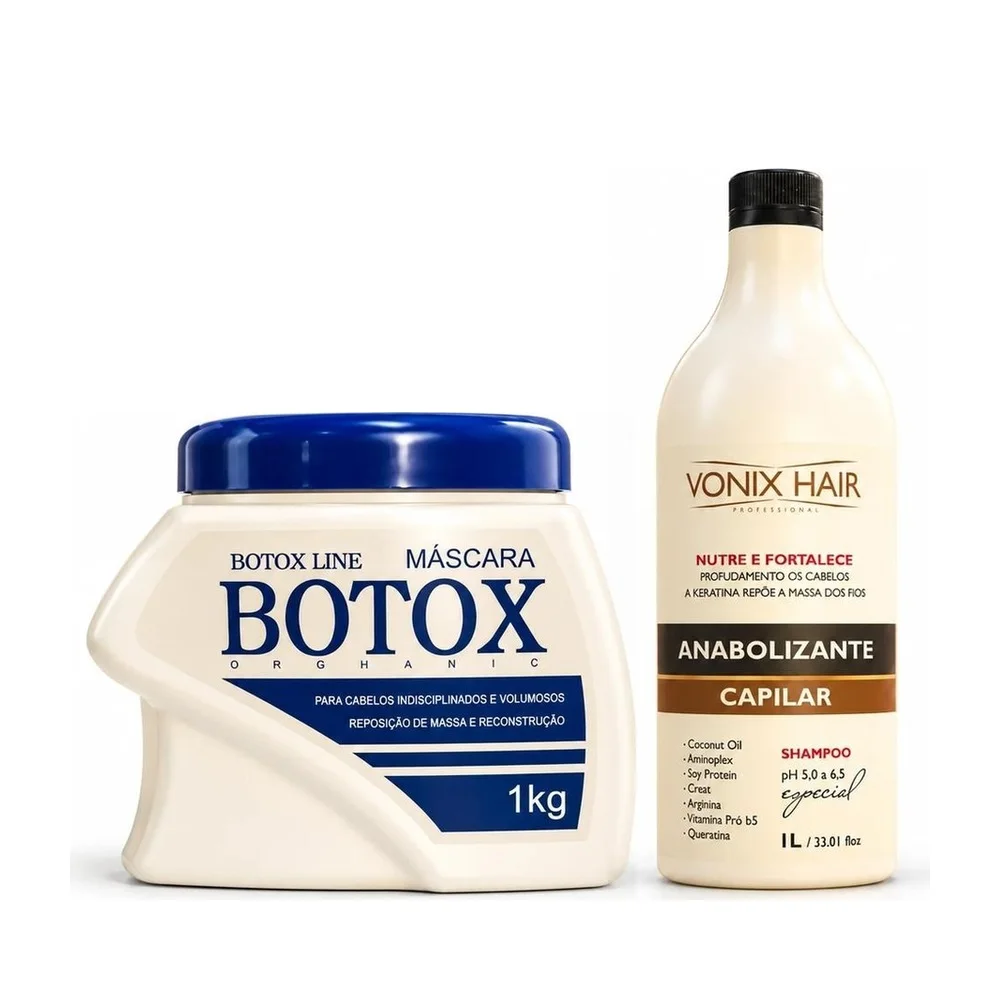 BOTOX LINE MÁSCARA
BOTOX
ORGHANIC
PARA CABELOS INDISCIPLINADOS E VOLUMOSOS
REPOSIÇÃO DE MASSA E RECONSTRUÇÃO
1kg
VONIX HAIR
PROFESSIONAL
NUTRE E FORTALECE
PROFUDAMENTO OS CABELOS
A KERATINA REPÕE A MASSA DOS FIOS
ANABOLIZANTE
CAPILAR
· Coconut Oil
· Aminoplex
· Soy Protein
· Creat
· Arginina
· Vitamina Pró b5
· Queratina
SHAMPOO
pH 5,0 a 6,5
especial
1L / 33.01 floz